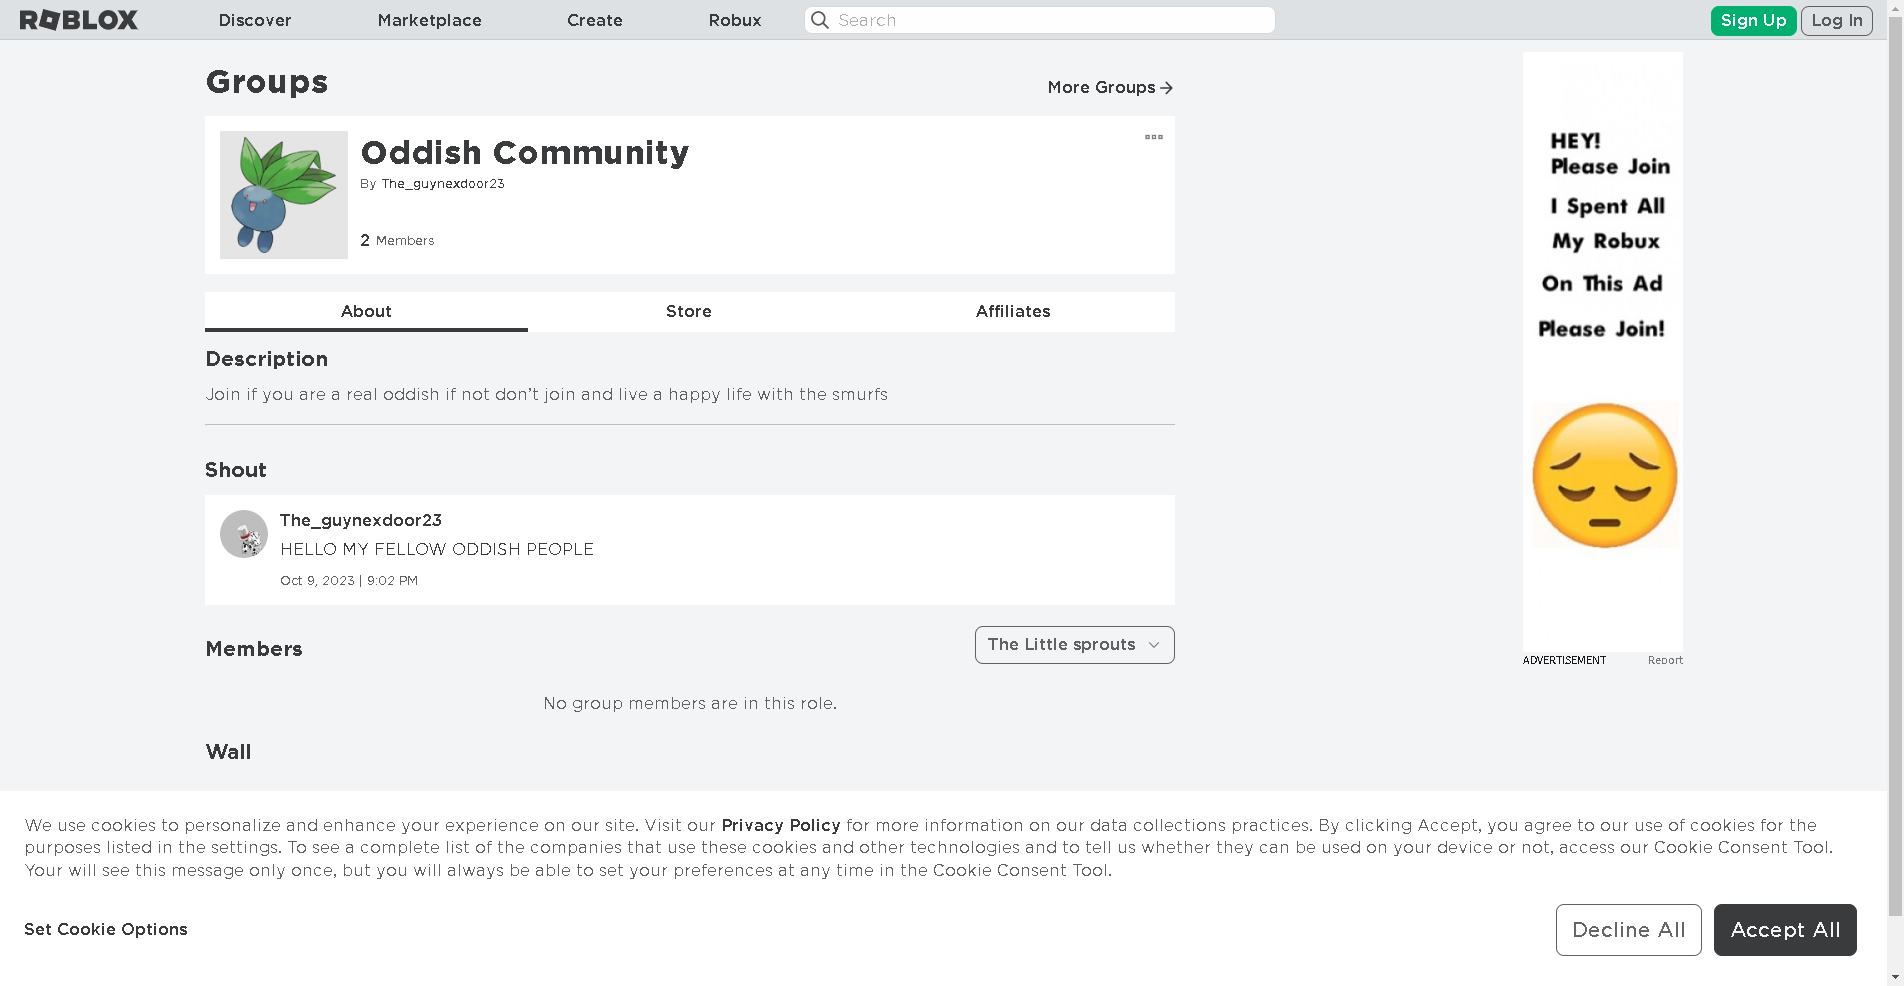 ROBLOX
Discover
Marketplace
Create
Robux
Search
Sign Up
Log In
Groups
More Groups
Oddish Community
By The_guynexdoor23
2 Members
About
Store
Affiliates
Description
Join if you are a real oddish if not don’t join and live a happy life with the smurfs
Shout
The_guynexdoor23
HELLO MY FELLOW ODDISH PEOPLE
Oct 9, 2023 | 9:02 PM
Members
The Little sprouts
No group members are in this role.
Wall
HEY!
Please Join
I Spent All
My Robux
On This Ad
Please Join!
ADVERTISEMENT
Report
We use cookies to personalize and enhance your experience on our site. Visit our Privacy Policy for more information on our data collections practices. By clicking Accept, you agree to our use of cookies for the
purposes listed in the settings. To see a complete list of the companies that use these cookies and other technologies and to tell us whether they can be used on your device or not, access our Cookie Consent Tool.
Your will see this message only once, but you will always be able to set your preferences at any time in the Cookie Consent Tool.
Set Cookie Options
Decline All
Accept All